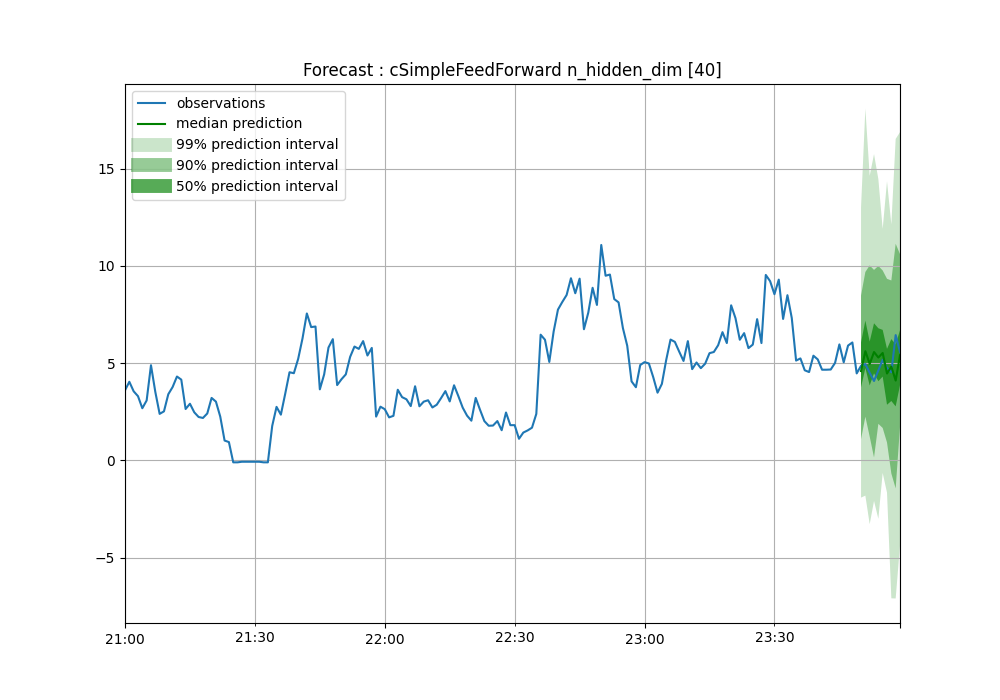 Forecast : cSimpleFeedForward n_hidden_dim [40]
observations
median prediction
99% prediction interval
90% prediction interval
50% prediction interval
15
10
5
0
−5
21:00
21:30
22:00
22:30
23:00
23:30